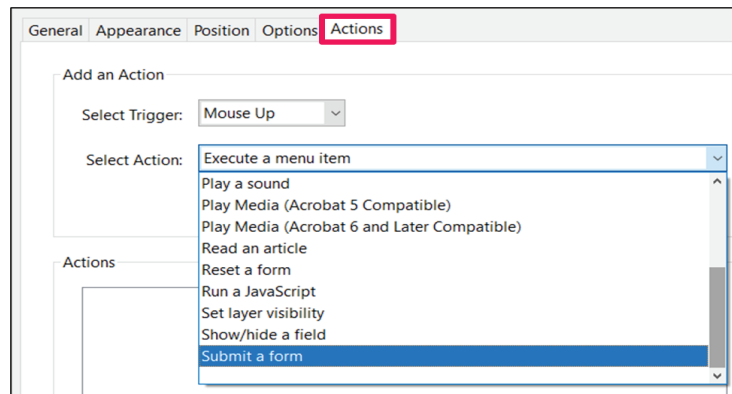 General Appearance Position Options Actions
Add an Action
Select Trigger: Mouse Up
Select Action: Execute a menu item
Play a sound
Play Media (Acrobat 5 Compatible)
Play Media (Acrobat 6 and Later Compatible)
Read an article
Reset a form
Actions
Run a JavaScript
Set layer visibility
Show/hide a field
Submit a form